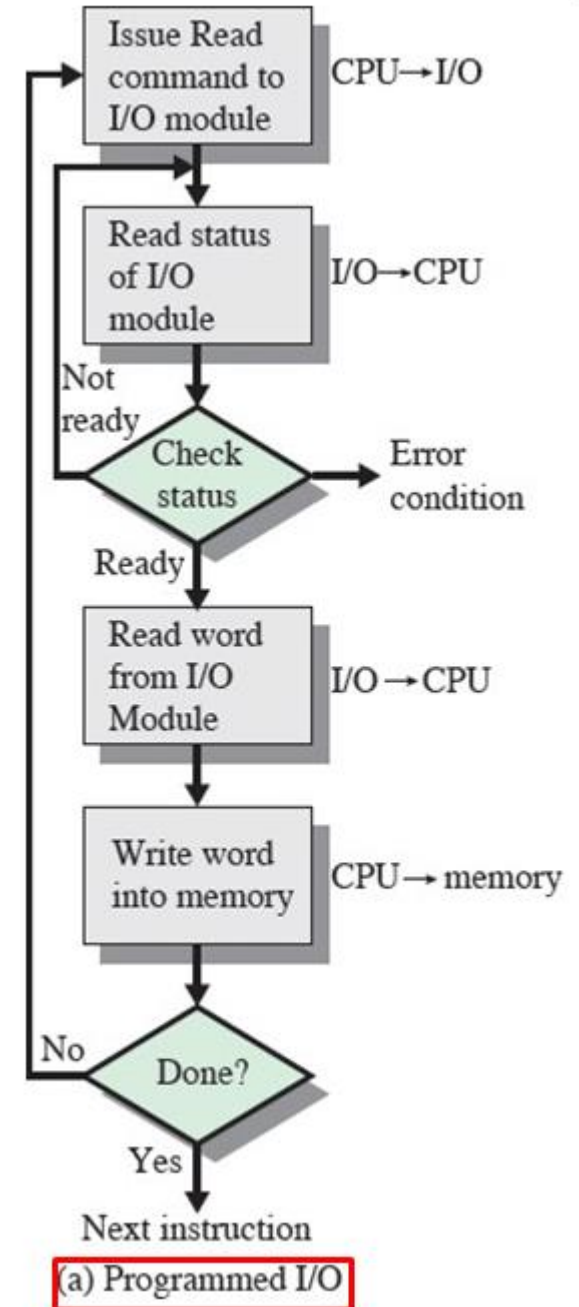 Issue Read
command to
I/O module
CPU→I/O
Read status
of I/O
module
I/O→CPU
Not
ready
Check
status
Error
condition
Ready
Read word
from I/O
Module
I/O→CPU
Write word
into memory
CPU→memory
No
Done?
Yes
Next instruction
(a) Programmed I/O